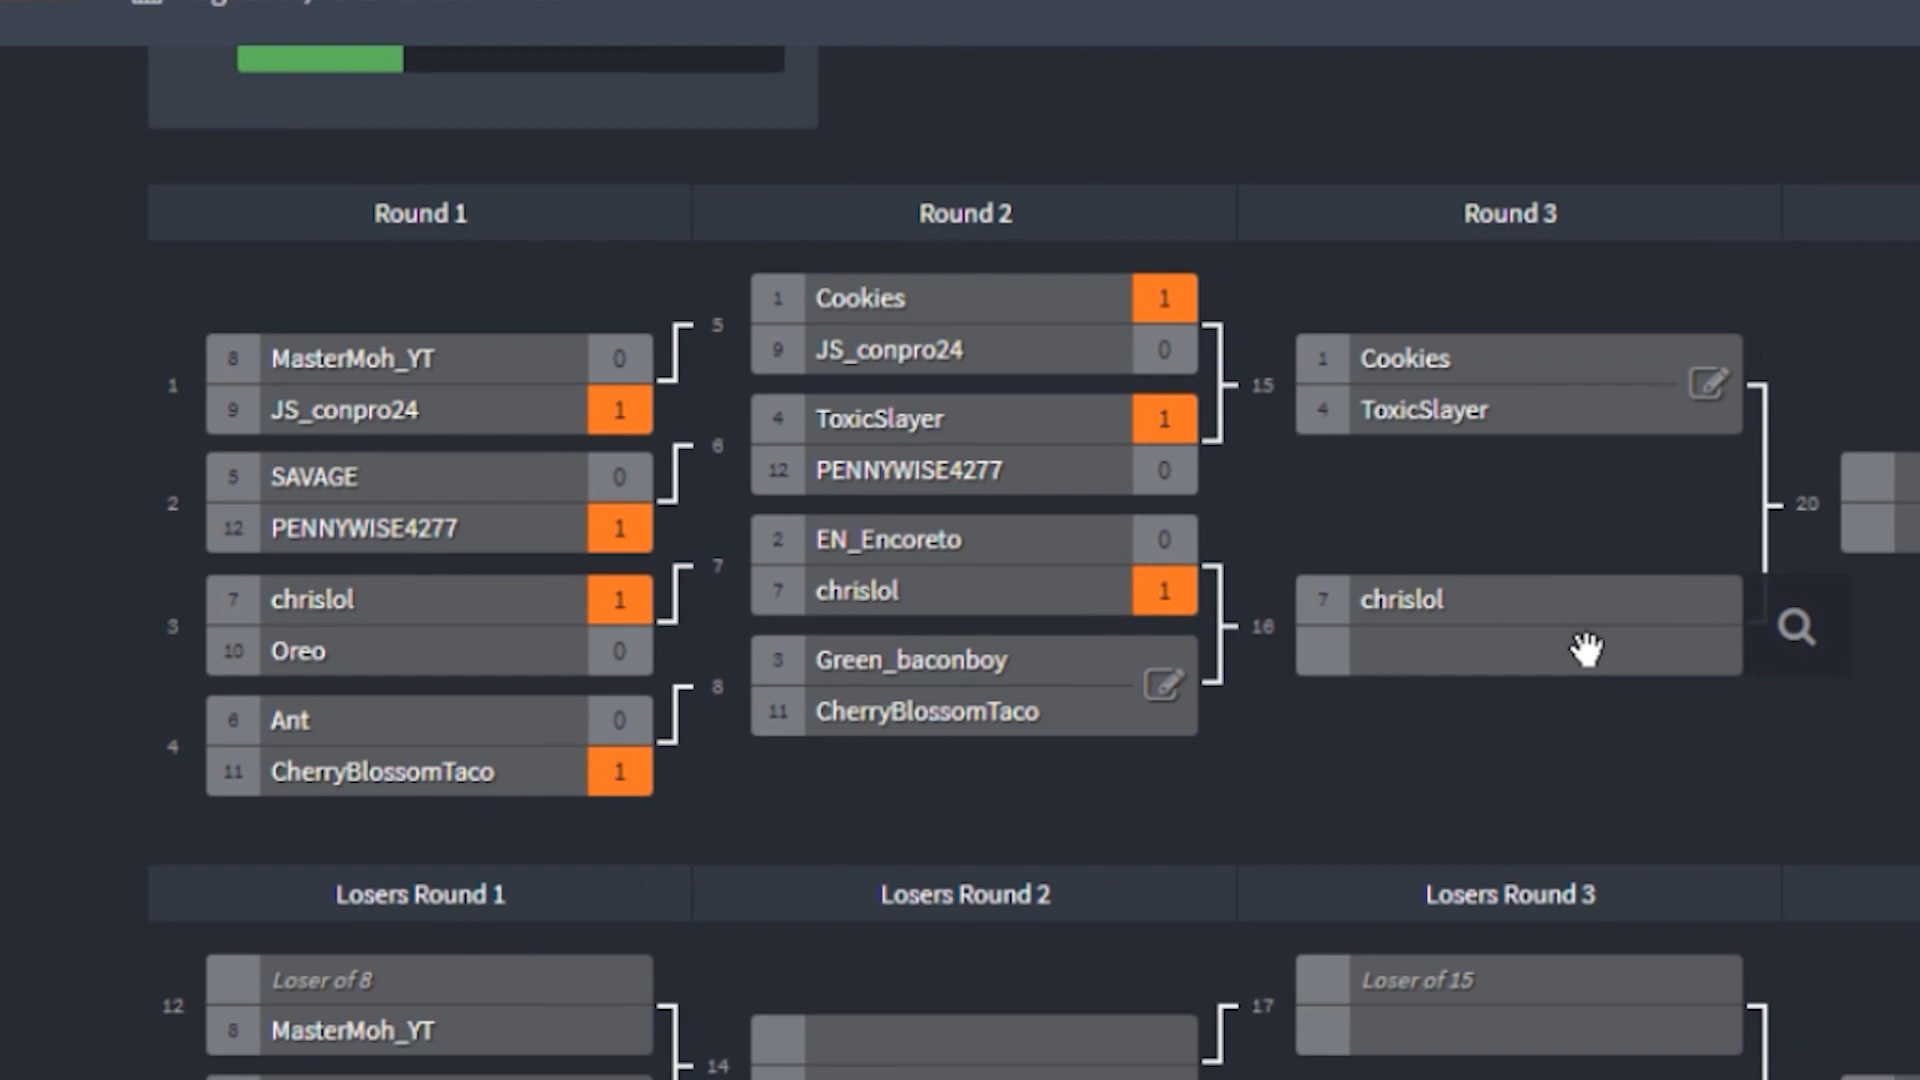 Round 1
Round 2
Round 3
1
8 MasterMoh_YT 0
9 JS_conpro24 1
2
5 SAVAGE 0
12 PENNYWISE4277 1
3
7 chrislol 1
10 Oreo 0
4
6 Ant 0
11 CherryBlossomTaco 1
5
1 Cookies 1
9 JS_conpro24 0
6
4 ToxicSlayer 1
12 PENNYWISE4277 0
7
2 EN_Encoreto 0
7 chrislol 1
8
3 Green_baconboy
11 CherryBlossomTaco
15
1 Cookies
4 ToxicSlayer
16
7 chrislol
20
Losers Round 1
Losers Round 2
Losers Round 3
12
Loser of 8
8 MasterMoh_YT
14
17
Loser of 15